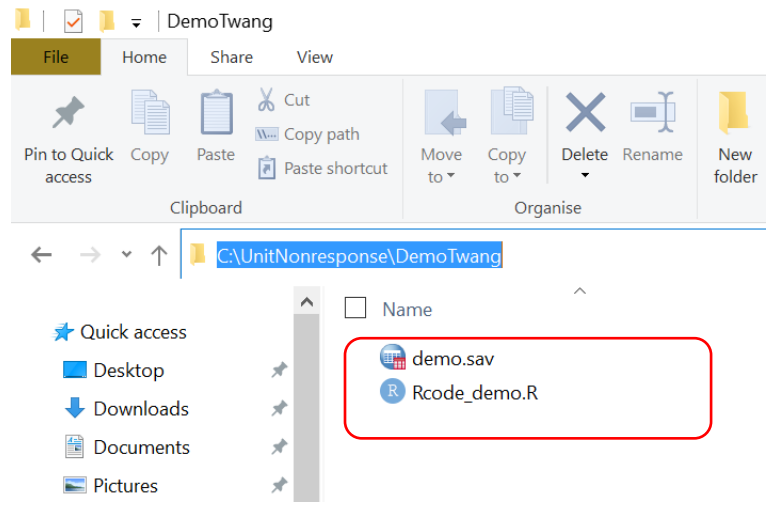 DemoTwang
File Home Share View
Pin to Quick access
Copy
Paste
Cut
W... Copy path
Paste shortcut
Move to
Copy to
Delete
Rename
New folder
Clipboard
Organise
C:\UnitNonresponse\DemoTwang
Name
Quick access
Desktop
Downloads
Documents
Pictures
demo.sav
R Rcode_demo.R